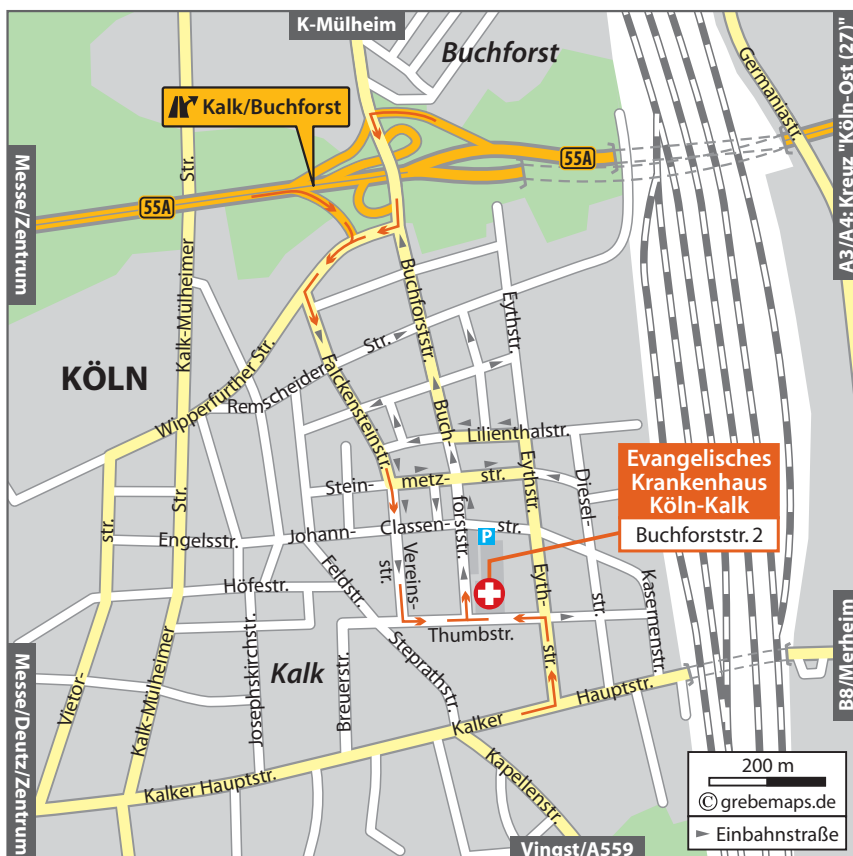 K-Mülheim
Buchforst
A3/A4; Kreuz "Köln-Ost (27)"
Germaniastr.
Kalk/Buchforst
55A
55A
Messe/Zentrum
Str.
Kalk-Mülheimer
Buchforststr.
Eythstr.
KÖLN
Wipperfürther Str.
Remscheider
Str.
Falckensteinstr.
Buch-
forststr.
Lilienthalstr.
Eythstr.
Evangelisches
Krankenhaus
Köln-Kalk
Buchforststr. 2
Stein-
metz-
str.
Diesel-
str.
Str.
str.
Engelsstr.
Johann-
Classen-
str.
P
Vereins-
str.
Feldstr.
Eyth-
str.
Kasernenstr.
Höfestr.
Thumbstr.
Kalk
Josephskirchstr.
Breuerstr.
Steprathstr.
Vietor-
Kalk-Mülheimer
Kalker
Hauptstr.
B8/Merheim
Messe/Deutz/Zentrum
Kalker Hauptstr.
Kapellenstr.
200 m
© grebemaps.de
Einbahnstraße
Vingst/A559